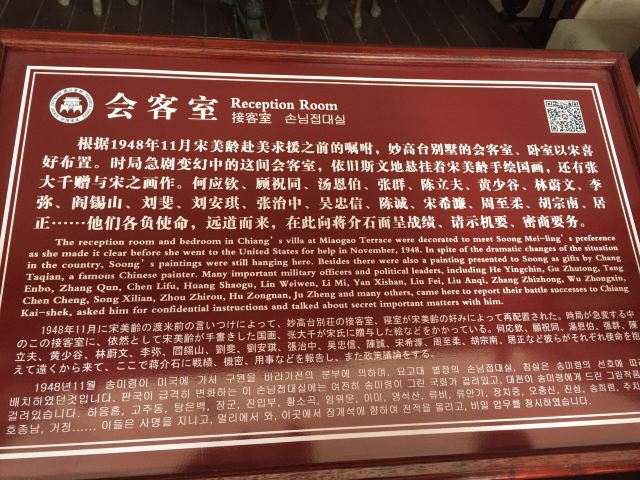 会客室
Reception Room
接客室 손님접대실
根据1948年11月宋美龄赴美求援之前的嘱咐，妙高台别墅的会客室、卧室以宋喜
好布置。时局急剧变幻中的这间会客室，依旧斯文地悬挂着宋美龄手绘国画，还有张
大千赠与宋之画作。何应钦、顾祝同、汤恩伯、张群、陈立夫、黄少谷、林蔚文、李
弥、阎锡山、刘斐、刘安琪、张治中、吴忠信、陈诚、宋希濂、周至柔、胡宗南、居
正……他们各负使命，远道而来，在此向蒋介石面呈战绩、请示机要、密商要务。
The reception room and bedroom in Chiang's villa at Miaogao Terrace were decorated to meet Soong Mei-ling's preference
as she made it clear before she went to the United States for help in November, 1948. In spite of the dramatic changes of the situation
in the country, Soong's paintings were still hanging here. Besides there were also a painting presented to Soong as gifts by Chang
Taqian, a famous Chinese painter. Many important military officers and political leaders, including He Yingchin, Gu Zhutong, Tang
Enbo, Zhang Qun, Chen Lifu, Huang Shaogu, Lin Weiwen, Li Mi, Yan Xishan, Liu Fei, Liu Anqi, Zhang Zhizhong, Wu Zhongxin,
Chen Cheng, Song Xilian, Zhou Zhirou, Hu Zongnan, Ju Zheng and many others, came here to report their battle successes to Chiang
Kai-shek, asked him for confidential instructions and talked about secret important matters with him.
1948年11月に宋美齢の渡米前の言いつけによって、妙高台別荘の接客室、寝室が宋美齢の好みによって再配置された。時局が急変する中
のこの接客室に、依然として宋美齢が手書きした国画、張大千が宋氏に贈与した絵などをかかっている。何応欽、顧祝同、湯恩伯、張群、陳
立夫、黄少谷、林蔚文、李弥、閻錫山、劉斐、劉安琪、張治中、吴忠信、陳誠、宋希濂、周至柔、胡宗南、居正など彼らがそれぞれ使命を抱
えて遠くから来て、ここで蒋介石に戦績、機密、用事などを報告し、また政策議論をする。
1948년11월 송미령이 미국에 가서 구원을 바라기전의 분부에 의하며, 묘고대 별장의 손님접대실, 침실은 송미령의 선호에 따라
배치하였던것입니다. 판국이 급격히 변화하는 이 손님접대실에는 여전히 송미령이 그린 국화가 걸려있고, 대천이 송미령에게 드린 그림작품
걸려있습니다. 하응흠, 고주동, 탕은백, 장군, 진입부, 황소곡, 임위문, 이미, 염석산, 류비, 류안기, 장치중, 오충신, 진성, 송희렴, 주지
호종남, 거정…… 이들은 사명을 지니고, 멀리에서 와, 이곳에서 장개석에 향하여 전적을 올리고, 비밀 업무를 청시하였습니다.